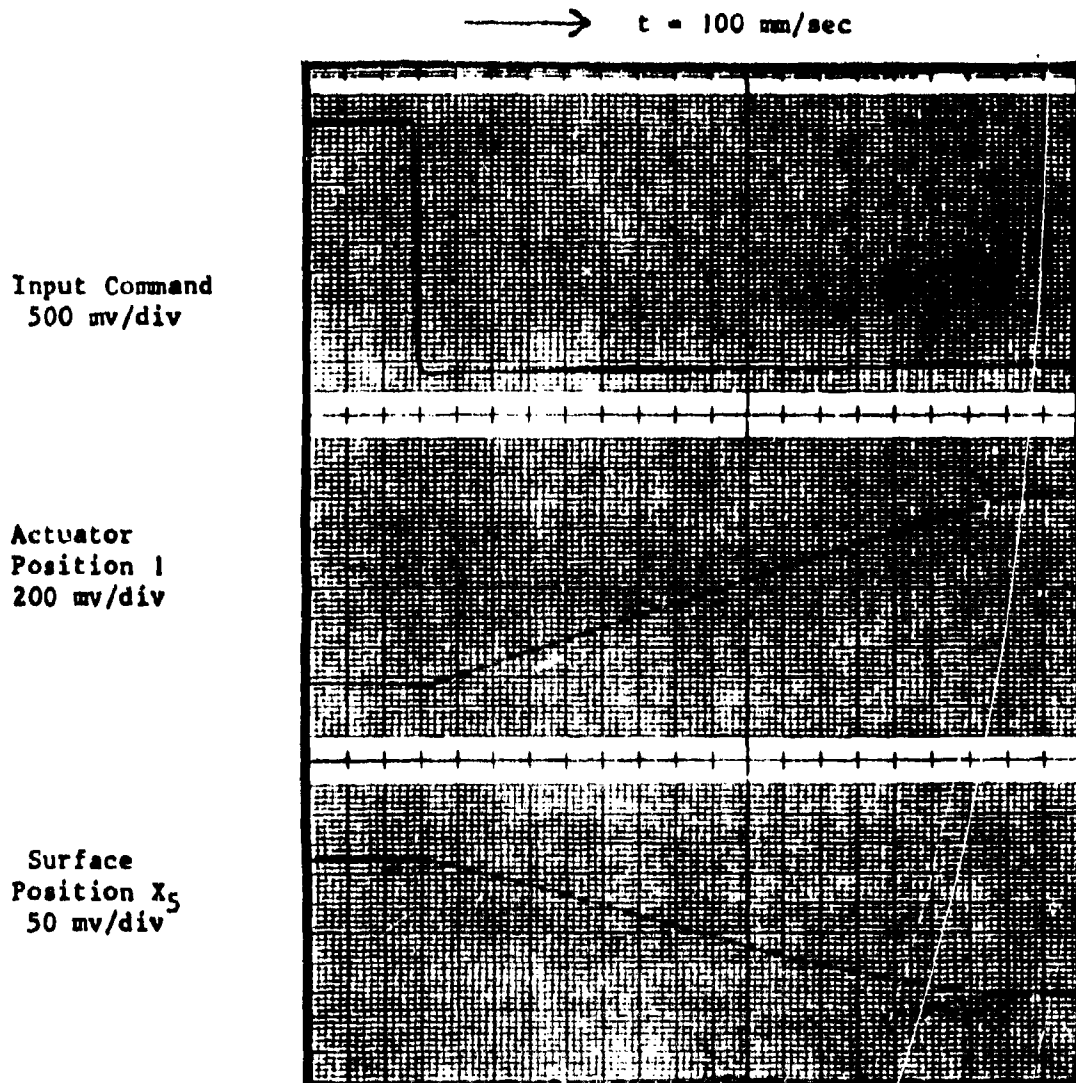 t = 100 mm/sec
Input Command
500 mv/div
Actuator
Position 1
200 mv/div
Surface
Position X5
50 mv/div